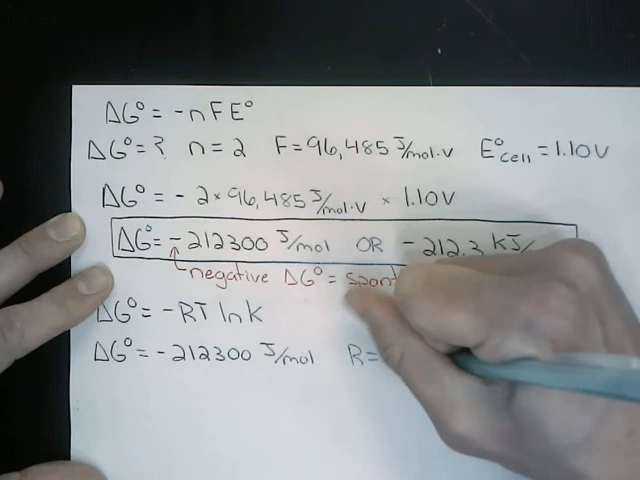 ΔG° = -nFE°
ΔG° = ? n = 2 F = 96,485 J/mol·V E°cell = 1.10V
ΔG° = - 2 × 96,485 J/mol·V × 1.10V
ΔG° = - 212300 J/mol OR - 212.3 kJ/
negative ΔG° = spont
ΔG° = -RT ln K
ΔG° = - 212300 J/mol R =